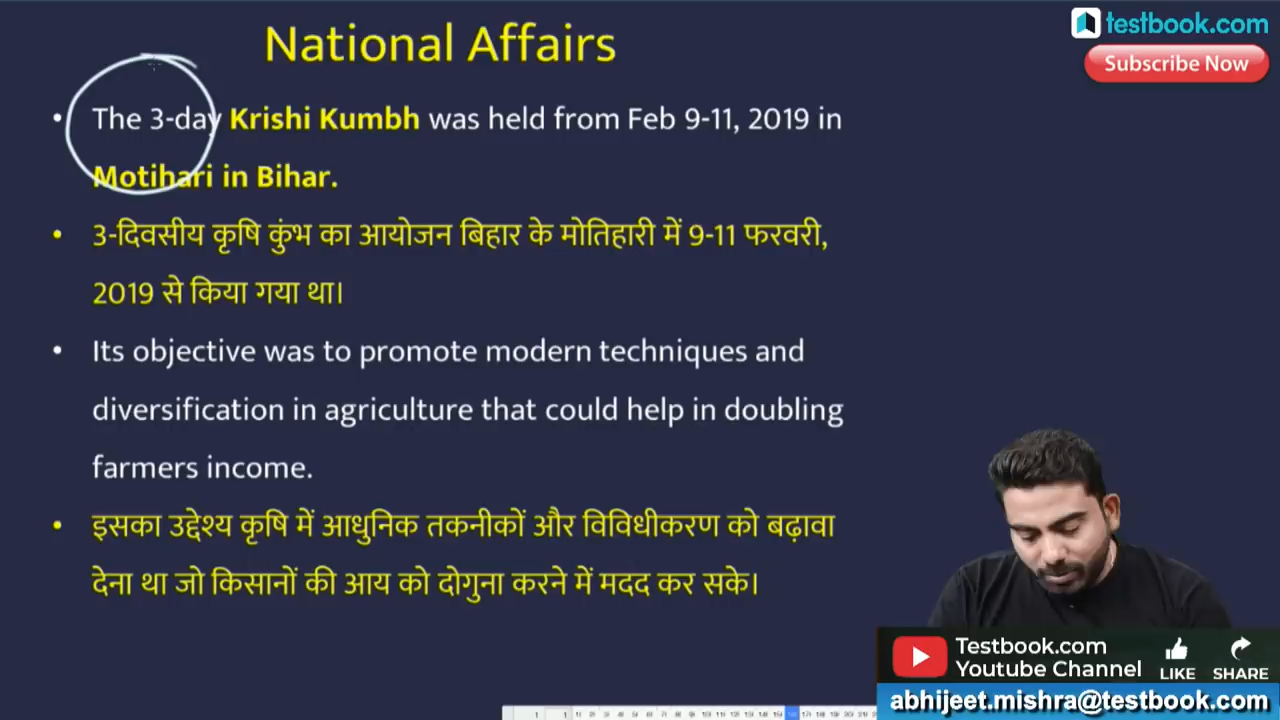 National Affairs
testbook.com
Subscribe Now
• The 3-day Krishi Kumbh was held from Feb 9-11, 2019 in
Motihari in Bihar.
• 3-दिवसीय कृषि कुंभ का आयोजन बिहार के मोतिहारी में 9-11 फरवरी,
2019 से किया गया था।
• Its objective was to promote modern techniques and
diversification in agriculture that could help in doubling
farmers income.
• इसका उद्देश्य कृषि में आधुनिक तकनीकों और विविधीकरण को बढ़ावा
देना था जो किसानों की आय को दोगुना करने में मदद कर सके।
Testbook.com
Youtube Channel
LIKE
SHARE
abhijeet.mishra@testbook.com